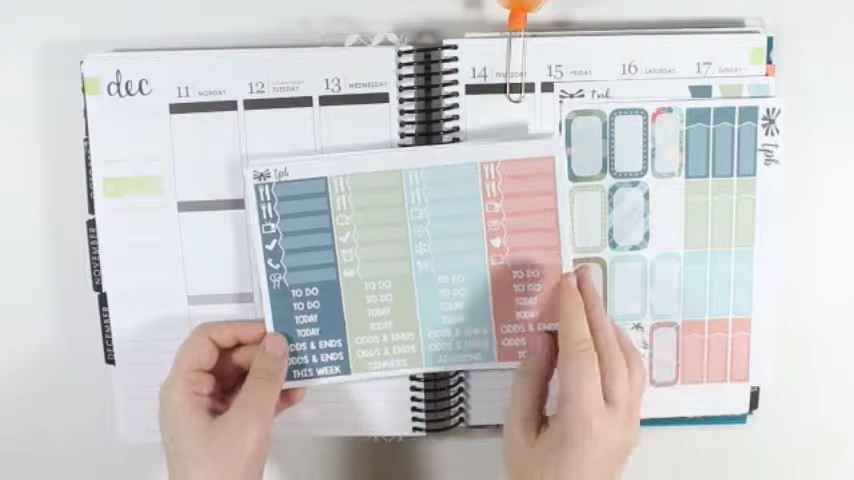 dec
11 MONDAY
12 TUESDAY
13 WEDNESDAY
14 THURSDAY
15 FRIDAY
16 SATURDAY
17 SUNDAY
NOVEMBER
DECEMBER
lpb
lpb
TO DO TO DO TO DO TO DO
TO DO TO DO TO DO TO DO
TODAY TODAY TODAY TODAY
TODAY TODAY TODAY TODAY
ODDS & ENDS ODDS & ENDS ODDS & ENDS ODDS & ENDS
ODDS & ENDS ODDS & ENDS ODDS & ENDS
THIS WEEK DINNERS